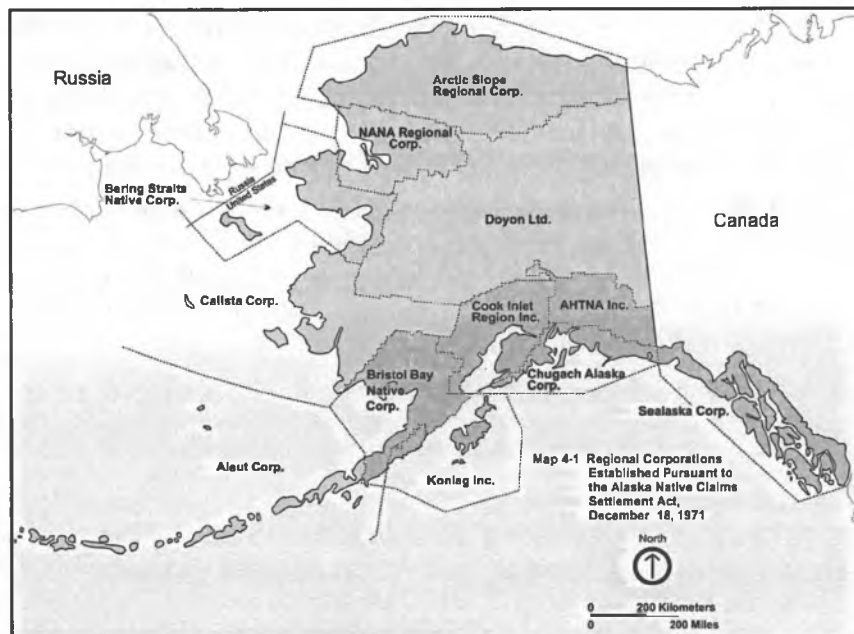 Russia
Arctic Slope
Regional Corp.
NANA Regional
Corp.
Bering Straits
Native Corp.
Russia
United States
Doyon Ltd.
Canada
Calista Corp.
Cook Inlet
Region Inc.
AHTNA Inc.
Bristol Bay
Native
Corp.
Chugach Alaska
Corp.
Sealaska Corp.
Aleut Corp.
Koniag Inc.
Map 4-1 Regional Corporations
Established Pursuant to
the Alaska Native Claims
Settlement Act,
December 18, 1971
North
0 200 Kilometers
0 200 Miles